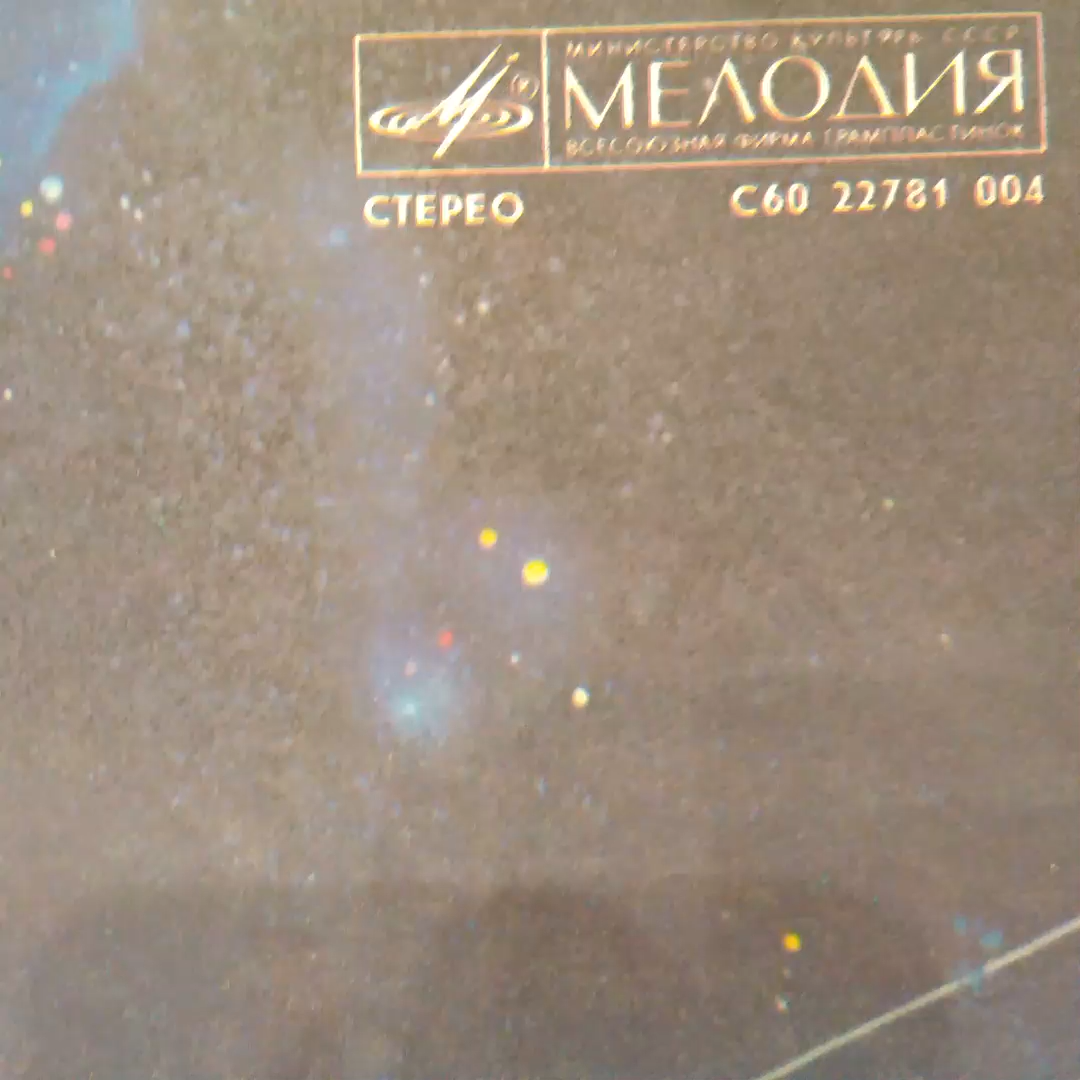 МИНИСТЕРСТВО КУЛЬТУРЫ СССР
МЕЛОДИЯ
ВСЕСОЮЗНАЯ ФИРМА ГРАМПЛАСТИНОК
СТЕРЕО
С60 22781 004